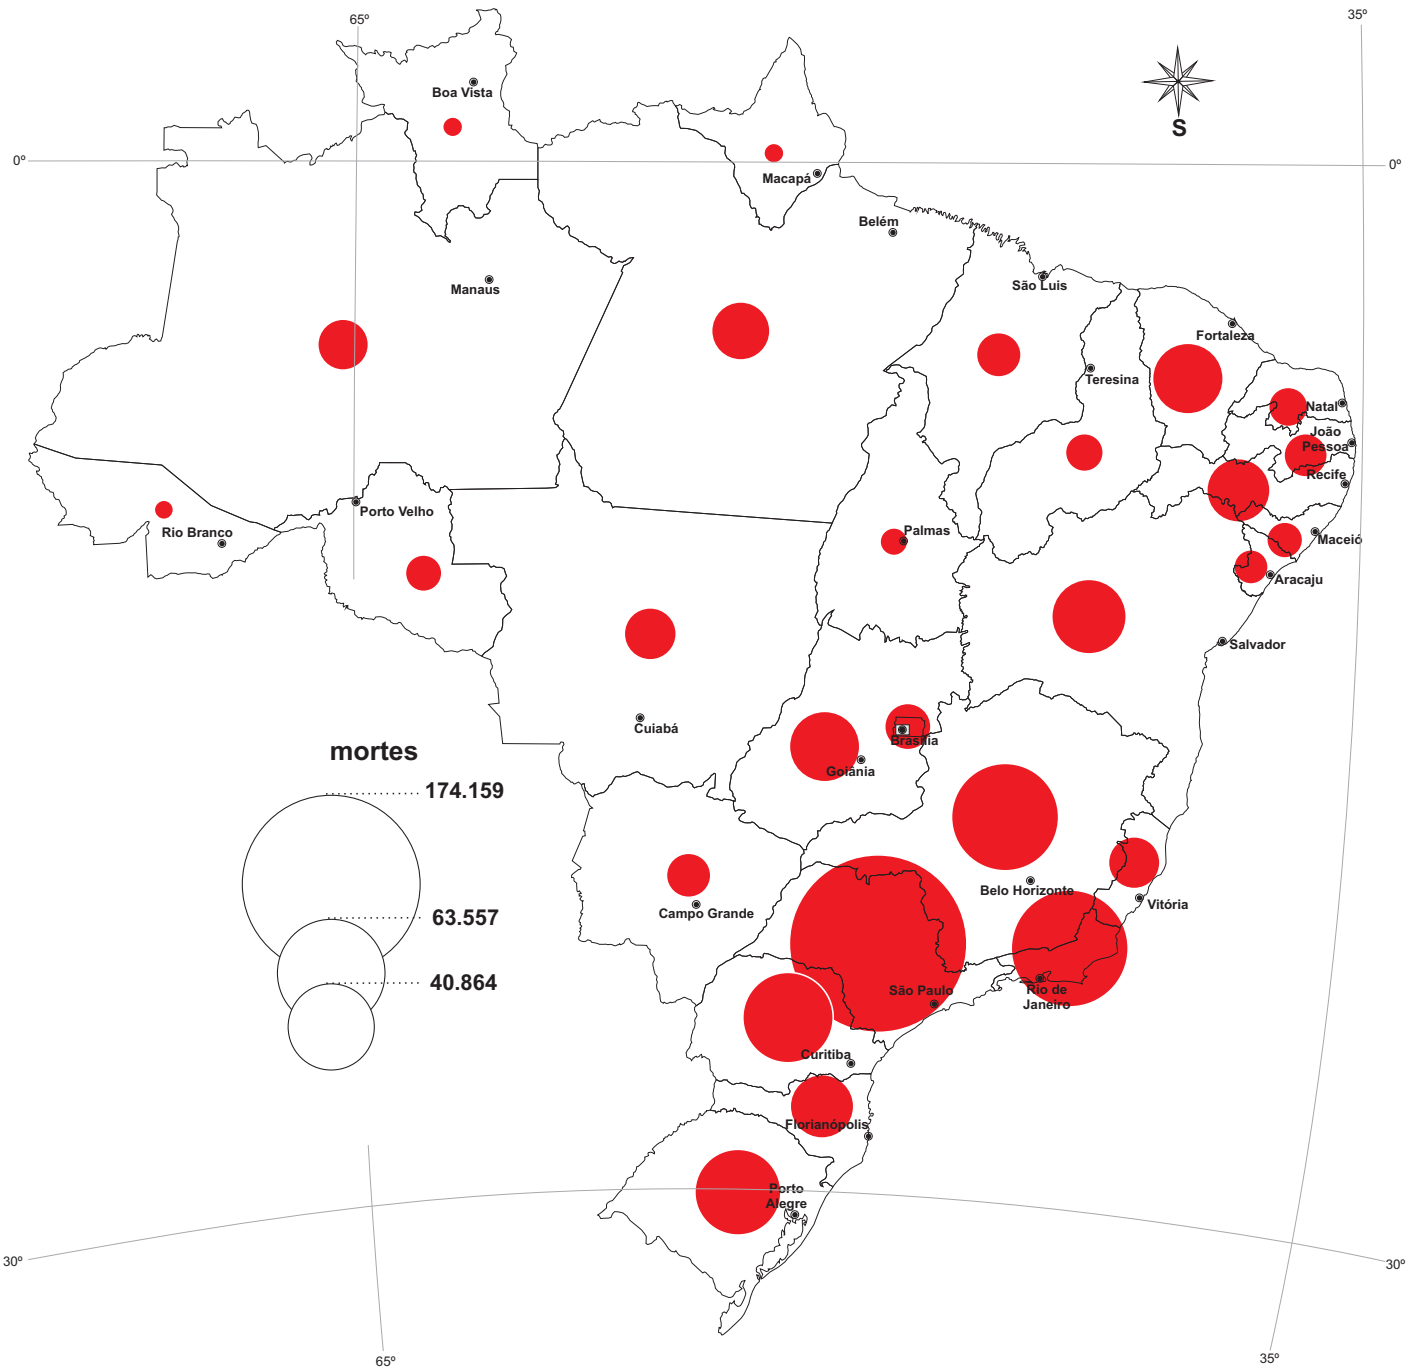 65º
35º
Boa Vista
S
0º
0º
Macapá
Belém
Manaus
São Luis
Fortaleza
Teresina
Natal
João
Pessoa
Recife
Porto Velho
Rio Branco
Palmas
Maceió
Aracaju
Salvador
Cuiabá
Brasília
Goiânia
mortes
174.159
63.557
40.864
Belo Horizonte
Vitória
Campo Grande
São Paulo
Rio de
Janeiro
Curitiba
Florianópolis
Porto
Alegre
30º
30º
65º
35º